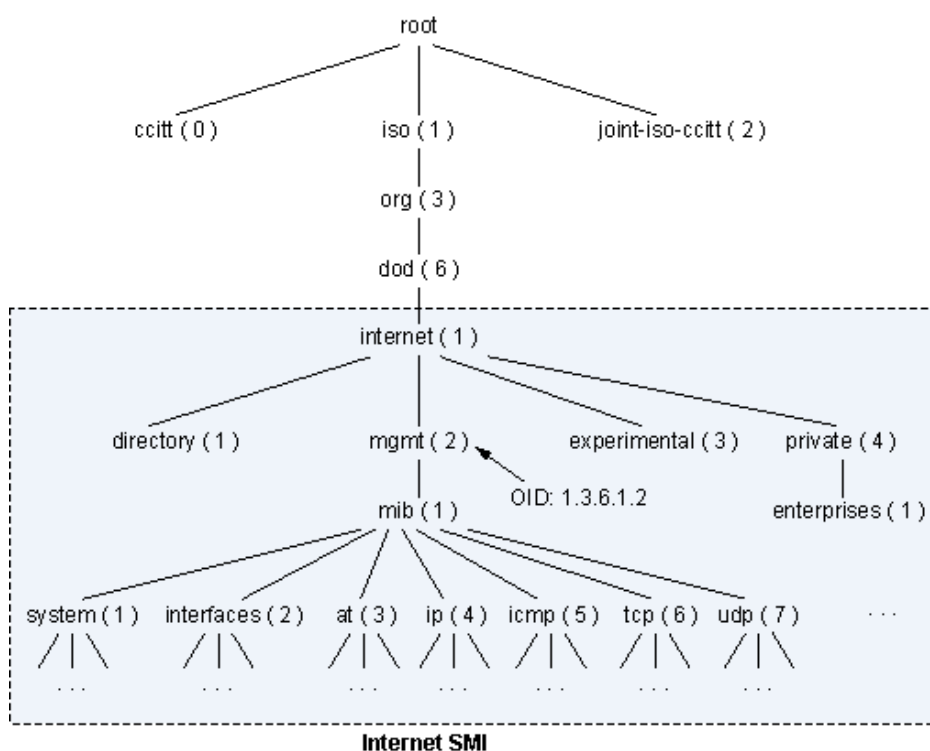 root
ccitt ( 0 ) iso ( 1 ) joint-iso-ccitt ( 2 )
org ( 3 )
dod ( 6 )
internet ( 1 )
directory ( 1 ) mgmt ( 2 ) experimental ( 3 ) private ( 4 )
OID: 1.3.6.1.2
mib ( 1 ) enterprises ( 1 )
system ( 1 ) interfaces ( 2 ) at ( 3 ) ip ( 4 ) icmp ( 5 ) tcp ( 6 ) udp ( 7 ) . . .
. . . . . . . . . . . . . . . . . . . . .
Internet SMI